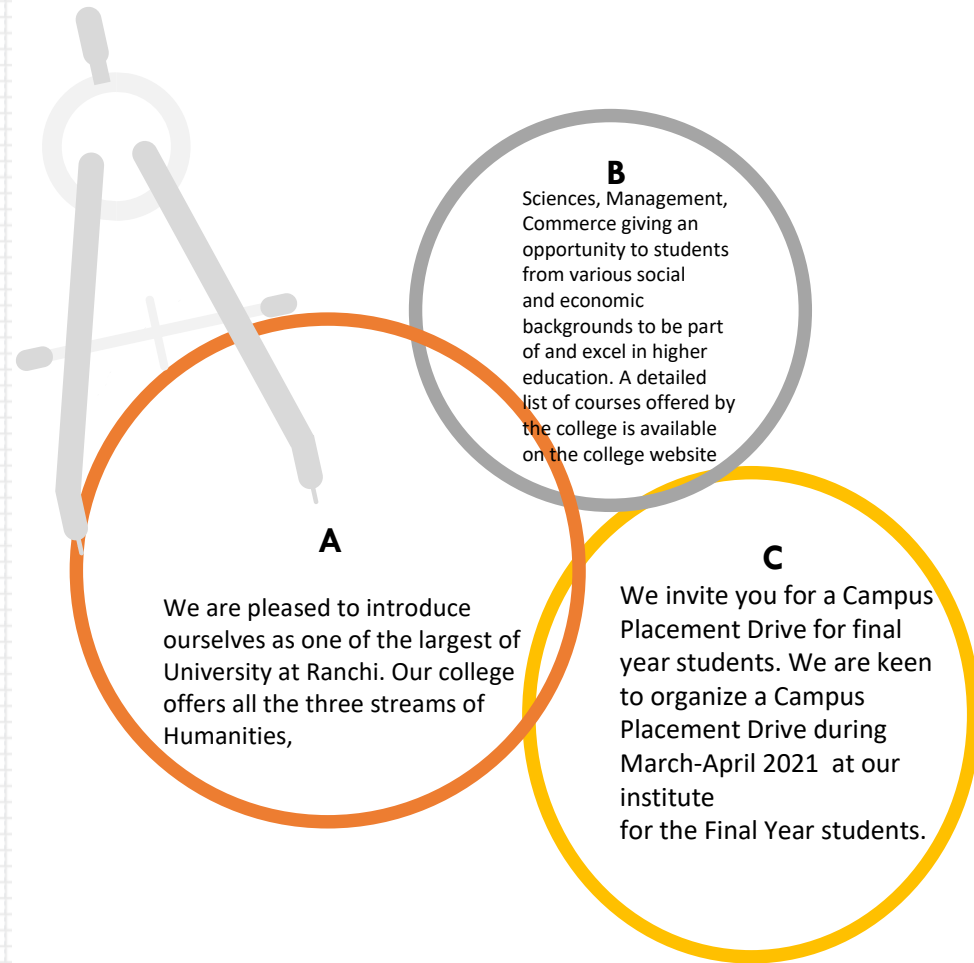 A
We are pleased to introduce
ourselves as one of the largest of
University at Ranchi. Our college
offers all the three streams of
Humanities,
B
Sciences, Management,
Commerce giving an
opportunity to students
from various social
and economic
backgrounds to be part
of and excel in higher
education. A detailed
list of courses offered by
the college is available
on the college website
C
We invite you for a Campus
Placement Drive for final
year students. We are keen
to organize a Campus
Placement Drive during
March-April 2021 at our
institute
for the Final Year students.